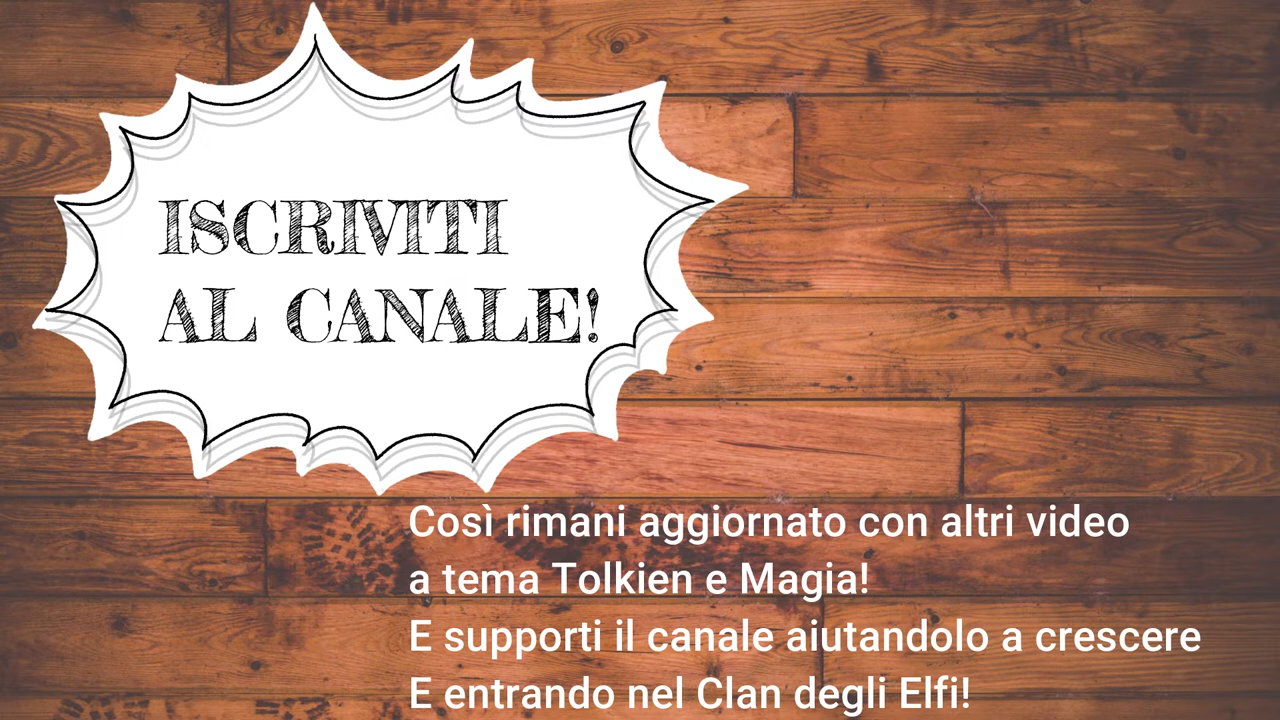 ISCRIVITI
AL CANALE!
Così rimani aggiornato con altri video
a tema Tolkien e Magia!
E supporti il canale aiutandolo a crescere
E entrando nel Clan degli Elfi!